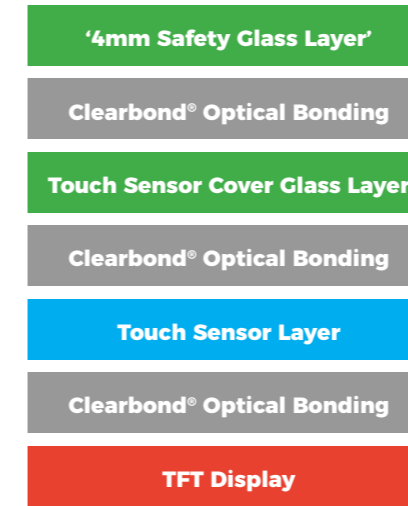 ‘4mm Safety Glass Layer’
Clearbond® Optical Bonding
Touch Sensor Cover Glass Layer
Clearbond® Optical Bonding
Touch Sensor Layer
Clearbond® Optical Bonding
TFT Display